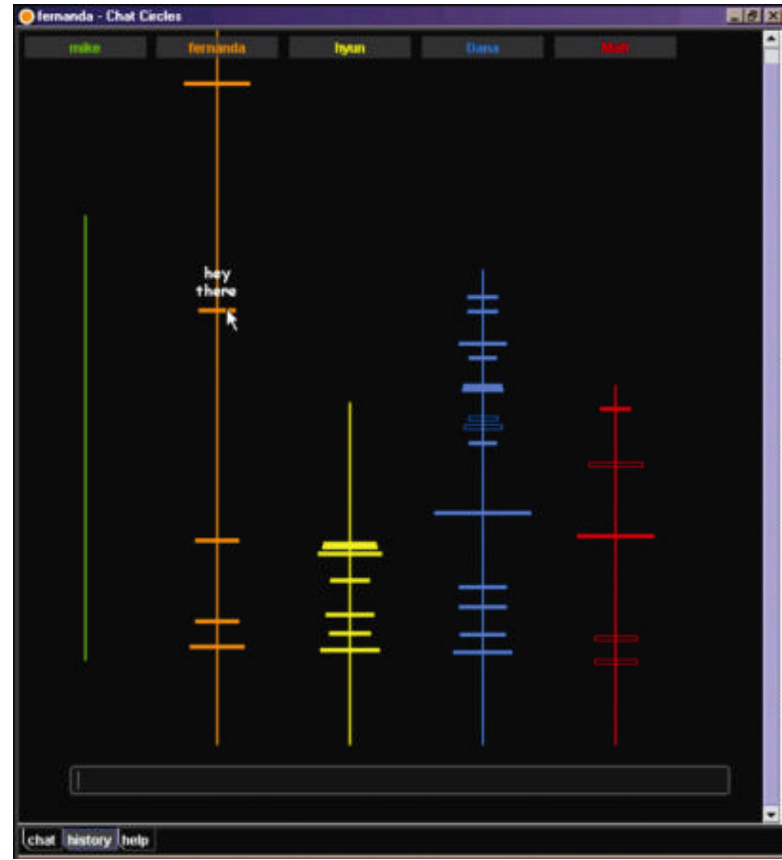 fernanda - Chat Circles
mike fernanda hyun Dana Matt
hey
there
chat history help